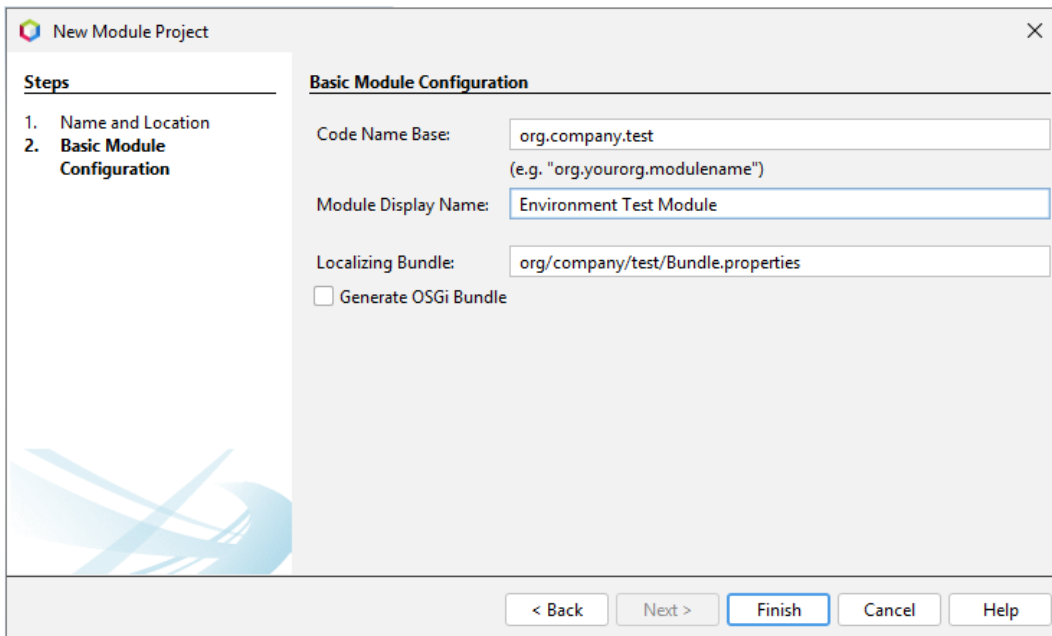 New Module Project
Steps
1. Name and Location
2. Basic Module
Configuration
Basic Module Configuration
Code Name Base: org.company.test
(e.g. "org.yourorg.modulename")
Module Display Name: Environment Test Module
Localizing Bundle: org/company/test/Bundle.properties
Generate OSGi Bundle
< Back Next > Finish Cancel Help